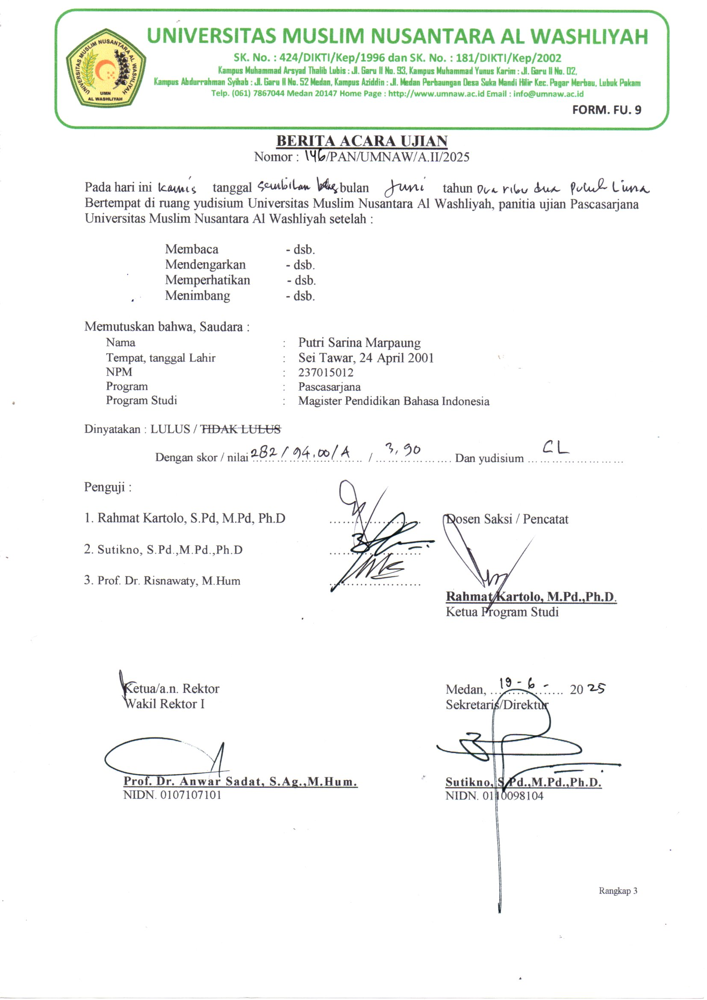 UNIVERSITAS MUSLIM NUSANTARA AL WASHLIYAH
SK. No. : 424/DIKTI/Kep/1996 dan SK. No. : 181/DIKTI/Kep/2002
Kampus Muhammad Arsyad Thalib Lubis : Jl. Garu II No. 93, Kampus Muhammad Yunus Karim : Jl. Garu II No. 02,
Kampus Abdurrahman Syihab : Jl. Garu II No. 52 Medan, Kampus Aziddin : Jl. Medan Perbaungan Desa Suka Mandi Hilir Kec. Pagar Merbau, Lubuk Pakam
Telp. (061) 7867044 Medan 20147 Home Page : http://www.umnaw.ac.id Email : info@umnaw.ac.id
FORM. FU. 9
UNIVERSITAS MUSLIM NUSANTARA AL WASHLIYAH
UMN
AL WASHLIYAH
BERITA ACARA UJIAN
Nomor : 146/PAN/UMNAW/A.II/2025
Pada hari ini kamis tanggal sembilan belas bulan Juni tahun Dua ribu dua puluh Lima
Bertempat di ruang yudisium Universitas Muslim Nusantara Al Washliyah, panitia ujian Pascasarjana
Universitas Muslim Nusantara Al Washliyah setelah :
Membaca - dsb.
Mendengarkan - dsb.
Memperhatikan - dsb.
Menimbang - dsb.
Memutuskan bahwa, Saudara :
Nama : Putri Sarina Marpaung
Tempat, tanggal Lahir : Sei Tawar, 24 April 2001
NPM : 237015012
Program : Pascasarjana
Program Studi : Magister Pendidikan Bahasa Indonesia
Dinyatakan : LULUS / TIDAK LULUS
Dengan skor / nilai 282 / 94.00 / A / 3,90 Dan yudisium CL
Penguji :
1. Rahmat Kartolo, S.Pd, M.Pd, Ph.D
Dosen Saksi / Pencatat
2. Sutikno, S.Pd.,M.Pd.,Ph.D
3. Prof. Dr. Risnawaty, M.Hum
Rahmat Kartolo, M.Pd.,Ph.D.
Ketua Program Studi
Ketua/a.n. Rektor
Wakil Rektor I
Medan, 19 - 6 - 2025
Sekretaris/Direktur
Prof. Dr. Anwar Sadat, S.Ag.,M.Hum.
NIDN. 0107107101
Sutikno, S.Pd.,M.Pd.,Ph.D.
NIDN. 0110098104
Rangkap 3